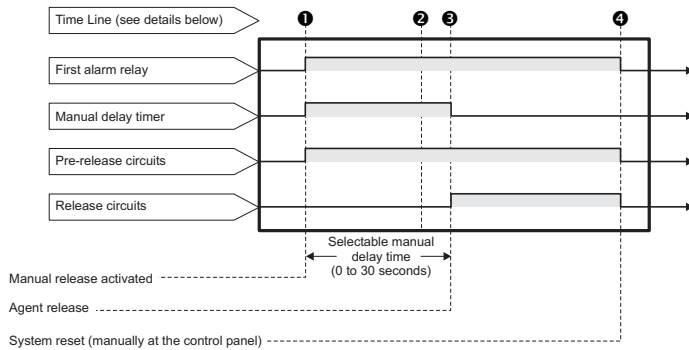 Time Line (see details below)
❶ ❷ ❸ ❹
First alarm relay
Manual delay timer
Pre-release circuits
Release circuits
Selectable manual
delay time
(0 to 30 seconds)
Manual release activated
Agent release
System reset (manually at the control panel)